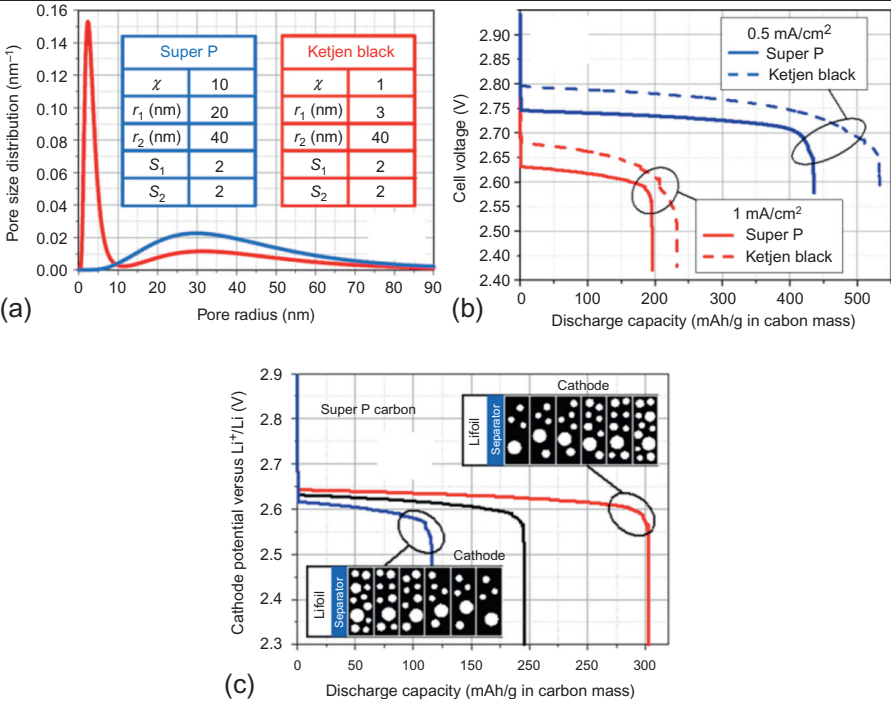 0.16
0.14
0.12
0.10
0.08
0.06
0.04
0.02
0.00
Pore size distribution (nm⁻¹)
Super P
χ 10
r₁ (nm) 20
r₂ (nm) 40
S₁ 2
S₂ 2
Ketjen black
χ 1
r₁ (nm) 3
r₂ (nm) 40
S₁ 2
S₂ 2
0 10 20 30 40 50 60 70 80 90
Pore radius (nm)
(a)
2.90
2.85
2.80
2.75
2.70
2.65
2.60
2.55
2.50
2.45
2.40
Cell voltage (V)
0.5 mA/cm²
Super P
Ketjen black
1 mA/cm²
Super P
Ketjen black
0 100 200 300 400 500
Discharge capacity (mAh/g in cabon mass)
(b)
2.9
2.8
2.7
2.6
2.5
2.4
2.3
Cathode potential versus Li⁺/Li (V)
Super P carbon
Cathode
Lifoil
Separator
Cathode
Lifoil
Separator
0 50 100 150 250 250 300
Discharge capacity (mAh/g in carbon mass)
(c)